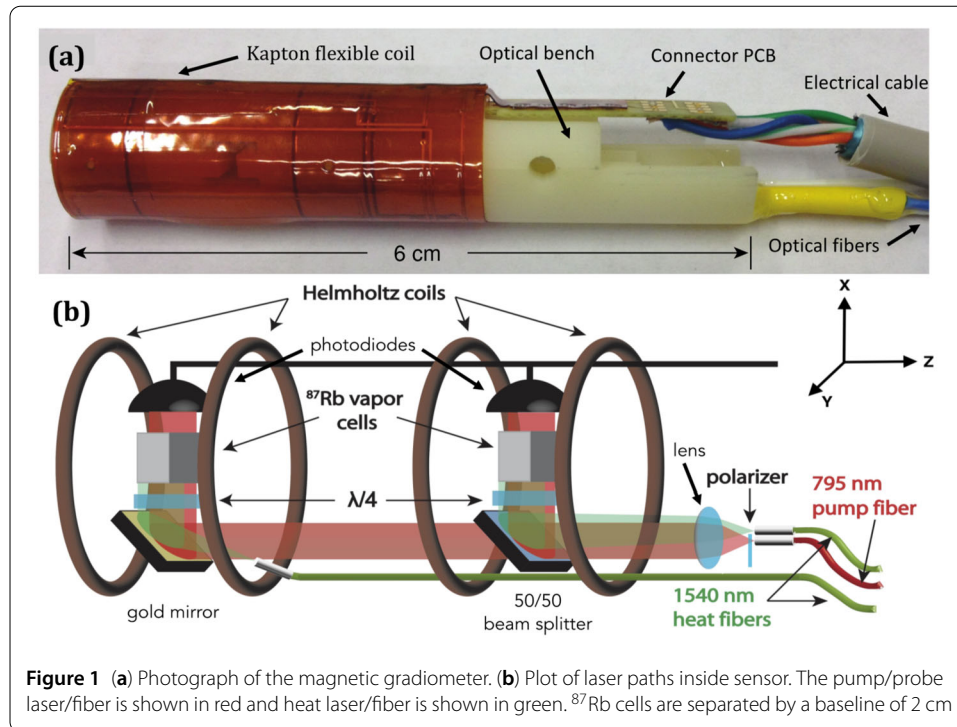 (a)
Kapton flexible coil
Optical bench
Connector PCB
Electrical cable
Optical fibers
6 cm
(b)
Helmholtz coils
photodiodes
⁸⁷Rb vapor
cells
λ/4
lens
polarizer
795 nm
pump fiber
1540 nm
heat fibers
gold mirror
50/50
beam splitter
X
Z
Y
Figure 1 (a) Photograph of the magnetic gradiometer. (b) Plot of laser paths inside sensor. The pump/probe
laser/fiber is shown in red and heat laser/fiber is shown in green. ⁸⁷Rb cells are separated by a baseline of 2 cm